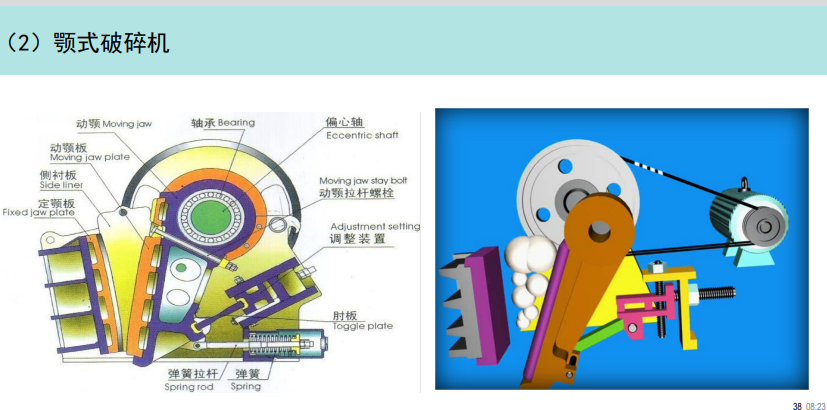 （2）颚式破碎机
动颚 Moving jaw
轴承 Bearing
偏心轴
Eccentric shaft
动颚板
Moving jaw plate
侧衬板
Side liner
定颚板
Fixed jaw plate
Moving jaw stay bolt
动颚拉杆螺栓
Adjustment setting
调整装置
肘板
Toggle plate
弹簧拉杆
Spring rod
弹簧
Spring
38 08:23